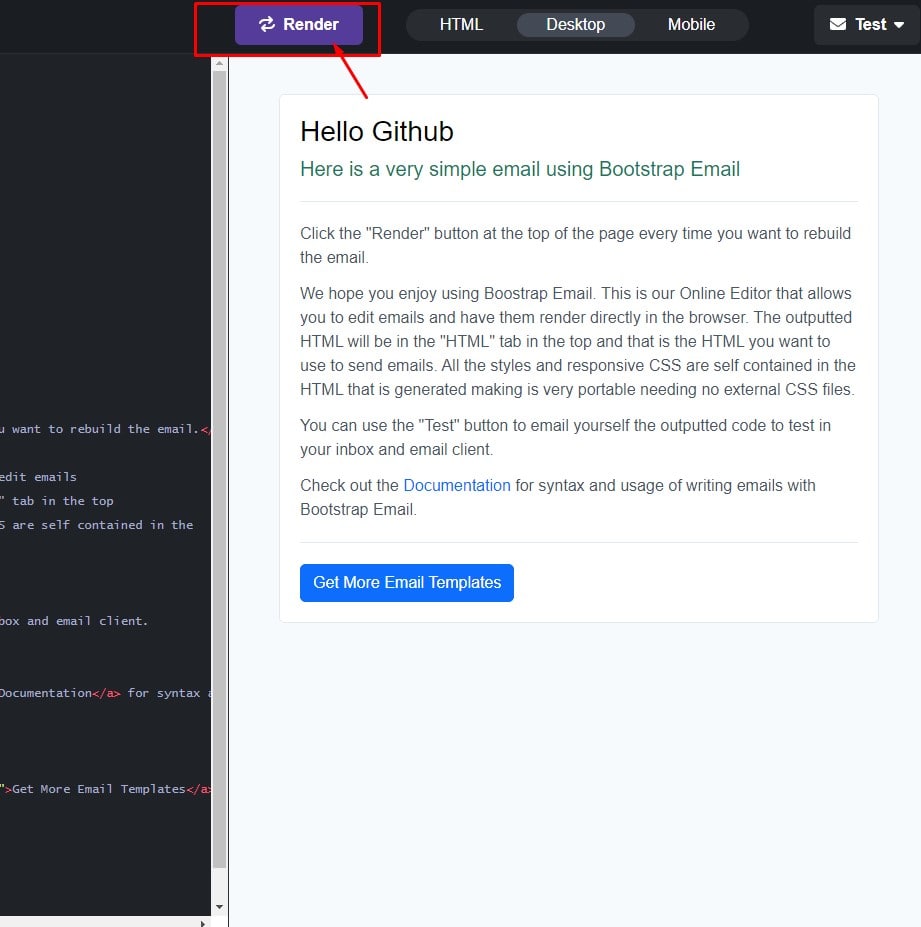 Render
HTML
Desktop
Mobile
Test
u want to rebuild the email.</
edit emails
" tab in the top
S are self contained in the
box and email client.
Documentation</a> for syntax a
">Get More Email Templates</a>
Hello Github
Here is a very simple email using Bootstrap Email
Click the "Render" button at the top of the page every time you want to rebuild
the email.
We hope you enjoy using Boostrap Email. This is our Online Editor that allows
you to edit emails and have them render directly in the browser. The outputted
HTML will be in the "HTML" tab in the top and that is the HTML you want to
use to send emails. All the styles and responsive CSS are self contained in the
HTML that is generated making is very portable needing no external CSS files.
You can use the "Test" button to email yourself the outputted code to test in
your inbox and email client.
Check out the Documentation for syntax and usage of writing emails with
Bootstrap Email.
Get More Email Templates